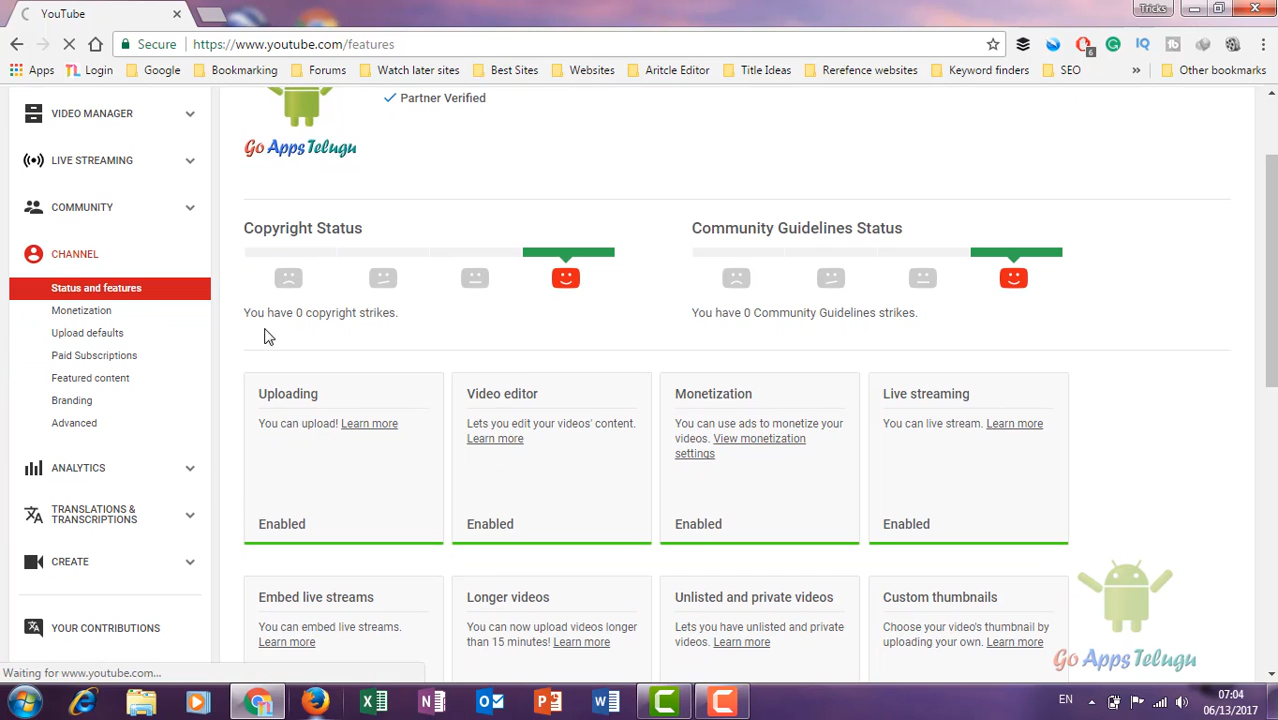 YouTube
Tricks
Secure https://www.youtube.com/features
6
Apps Login Google Bookmarking Forums Watch later sites Best Sites Websites Aritcle Editor Title Ideas Rerefence websites Keyword finders SEO » Other bookmarks
VIDEO MANAGER
LIVE STREAMING
COMMUNITY
CHANNEL
Status and features
Monetization
Upload defaults
Paid Subscriptions
Featured content
Branding
Advanced
ANALYTICS
TRANSLATIONS &
TRANSCRIPTIONS
CREATE
YOUR CONTRIBUTIONS
Waiting for www.youtube.com...
Partner Verified
Go Apps Telugu
Copyright Status
You have 0 copyright strikes.
Community Guidelines Status
You have 0 Community Guidelines strikes.
Uploading
You can upload! Learn more
Enabled
Video editor
Lets you edit your videos' content.
Learn more
Enabled
Monetization
You can use ads to monetize your
videos. View monetization
settings
Enabled
Live streaming
You can live stream. Learn more
Enabled
Embed live streams
You can embed live streams.
Learn more
Longer videos
You can now upload videos longer
than 15 minutes! Learn more
Unlisted and private videos
Lets you have unlisted and private
videos. Learn more
Custom thumbnails
Choose your video's thumbnail by
uploading your own. Learn more
Go Apps Telugu
EN
07:04
06/13/2017